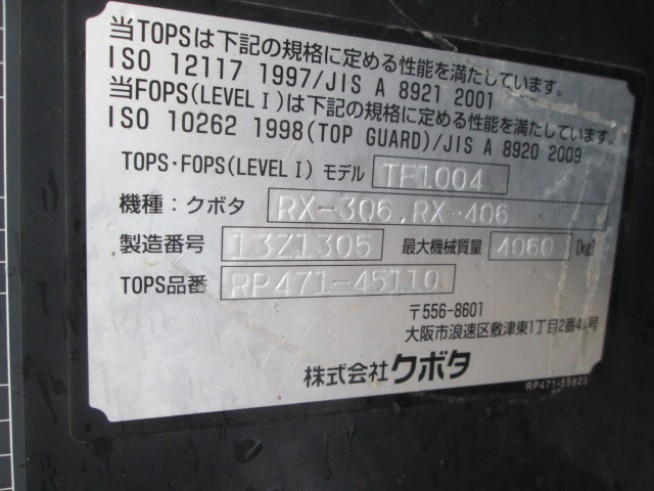 当TOPSは下記の規格に定める性能を満たしています。
ISO 12117 1997/JIS A 8921 2001
当FOPS(LEVEL I)は下記の規格に定める性能を満たしています。
ISO 10262 1998(TOP GUARD)/JIS A 8920 2009
TOPS・FOPS(LEVEL I) モデル TF1004
機種：クボタ RX-306,RX-406
製造番号 13Z1305 最大機械質量 4060 [kg]
TOPS品番 RP471-45110
〒556-8601
大阪市浪速区敷津東1丁目2番4 号
株式会社クボタ
RP471-59823